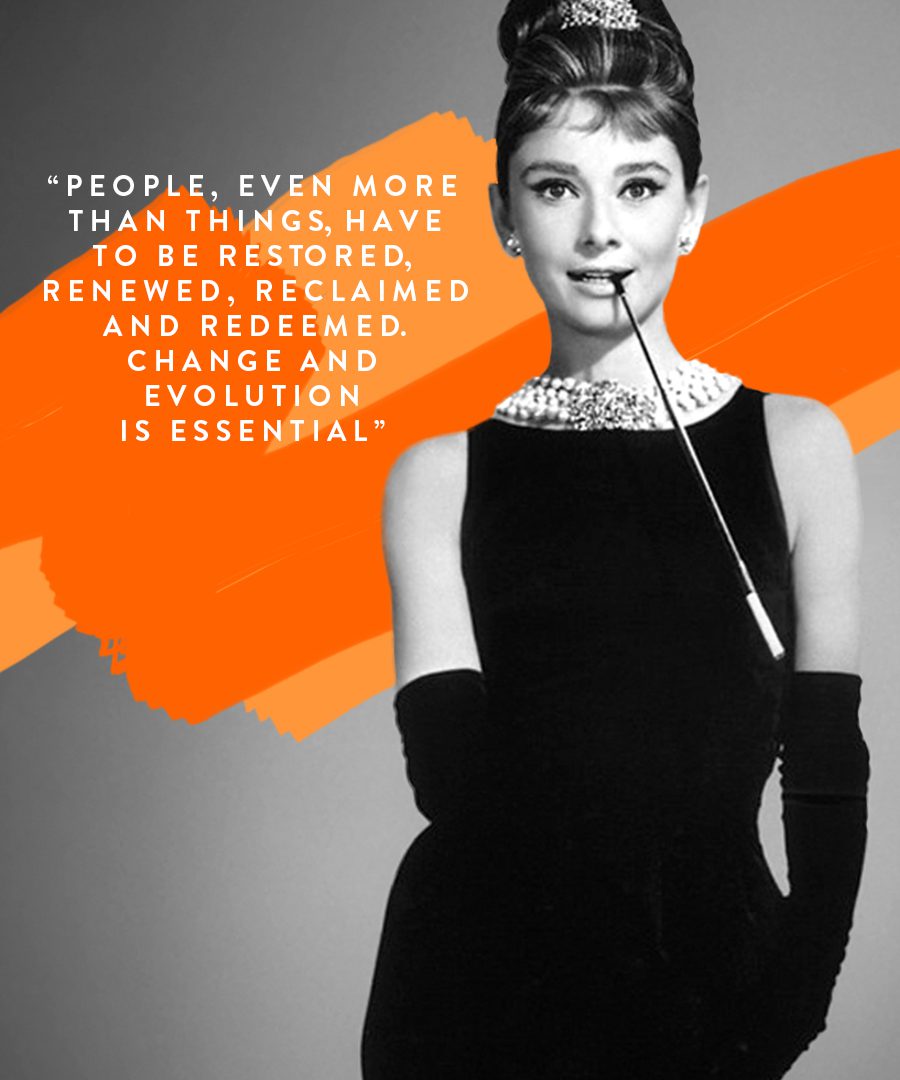 “PEOPLE, EVEN MORE
THAN THINGS, HAVE
TO BE RESTORED,
RENEWED, RECLAIMED
AND REDEEMED.
CHANGE AND
EVOLUTION
IS ESSENTIAL”